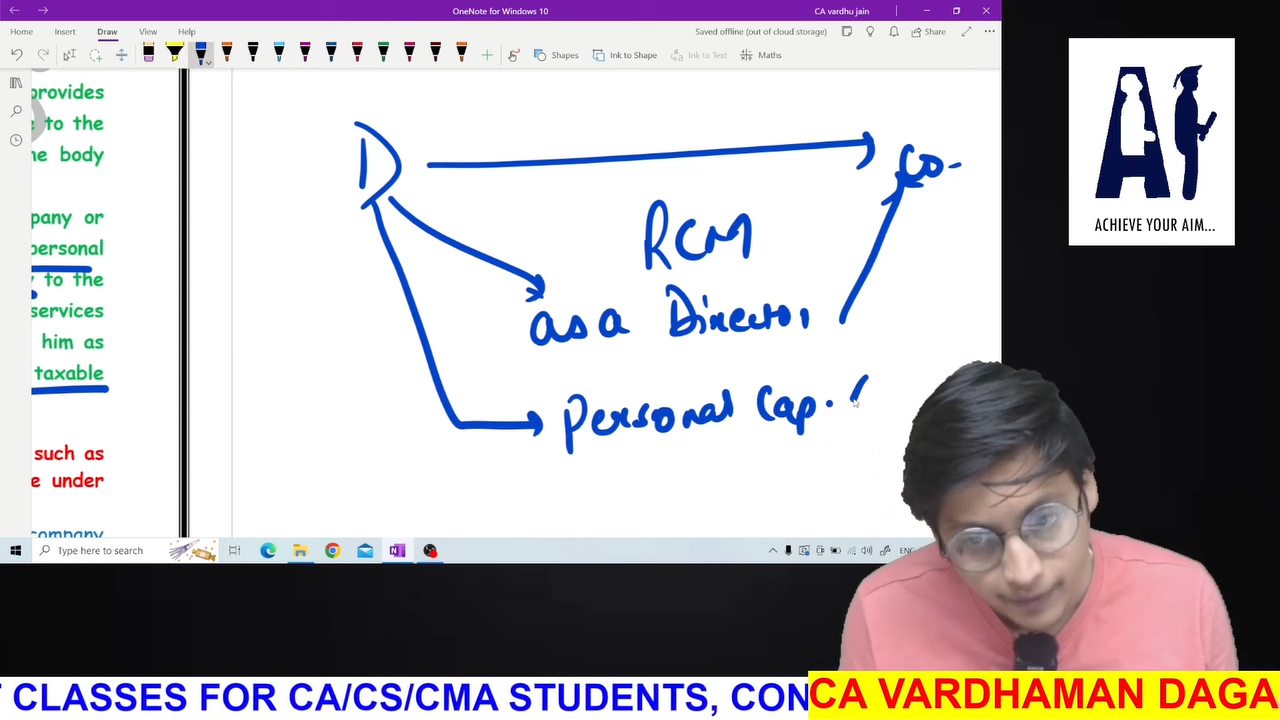 OneNote for Windows 10
CA vardhu jain
Home Insert Draw View Help
Saved offline (out of cloud storage)
Share
Shapes
Ink to Shape
Ink to Text
Maths
provides
e to the
ne body
pany or
personal
to the
services
him as
taxable
such as
e under
company
D
Co.
RCM
as a Director
Personal Cap. (
Type here to search
ENG
ACHIEVE YOUR AIM...
T CLASSES FOR CA/CS/CMA STUDENTS, CON
CA VARDHAMAN DAGA